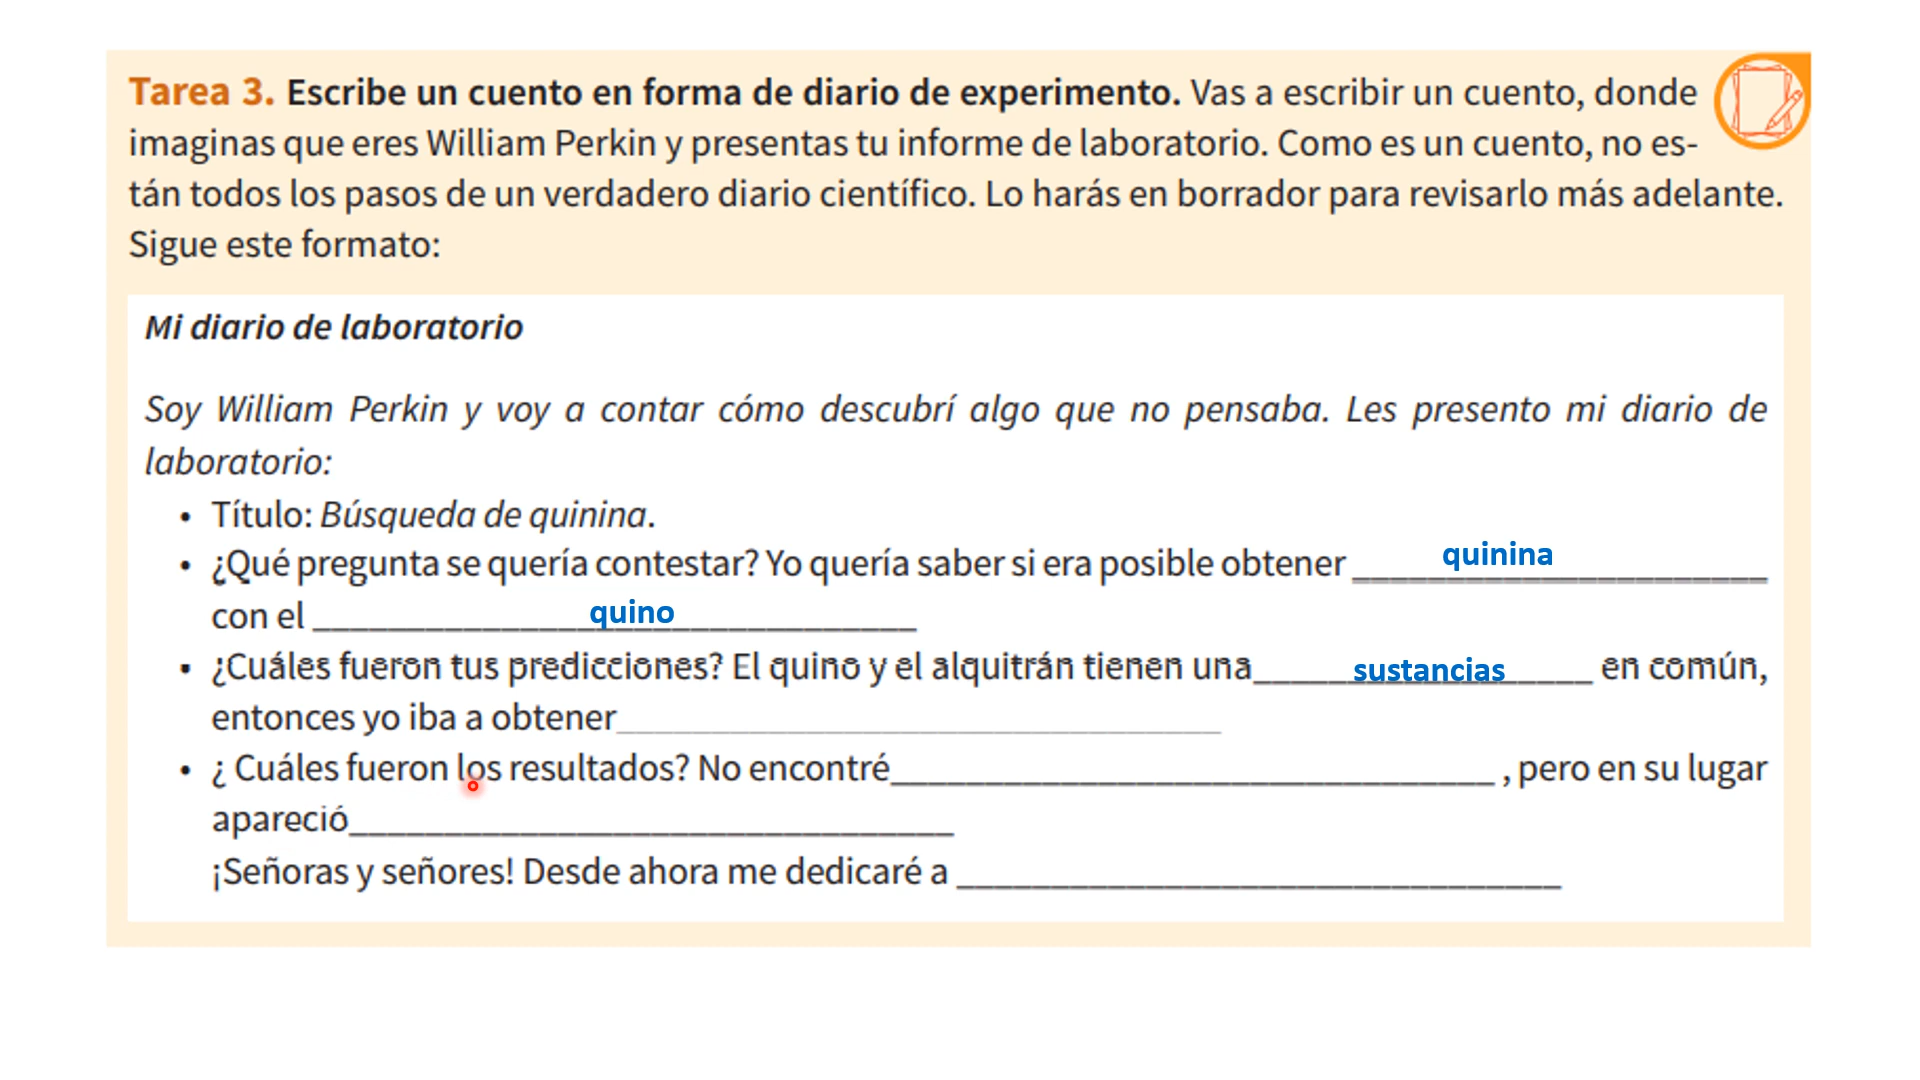 Tarea 3. Escribe un cuento en forma de diario de experimento. Vas a escribir un cuento, donde
imaginas que eres William Perkin y presentas tu informe de laboratorio. Como es un cuento, no es-
tán todos los pasos de un verdadero diario científico. Lo harás en borrador para revisarlo más adelante.
Sigue este formato:
Mi diario de laboratorio
Soy William Perkin y voy a contar cómo descubrí algo que no pensaba. Les presento mi diario de
laboratorio:
• Título: Búsqueda de quinina.
• ¿Qué pregunta se quería contestar? Yo quería saber si era posible obtener quinina
con el quino
• ¿Cuáles fueron tus predicciones? El quino y el alquitrán tienen una sustancias en común,
entonces yo iba a obtener____
• ¿ Cuáles fueron los resultados? No encontré____ , pero en su lugar
apareció____
¡Señoras y señores! Desde ahora me dedicaré a ____